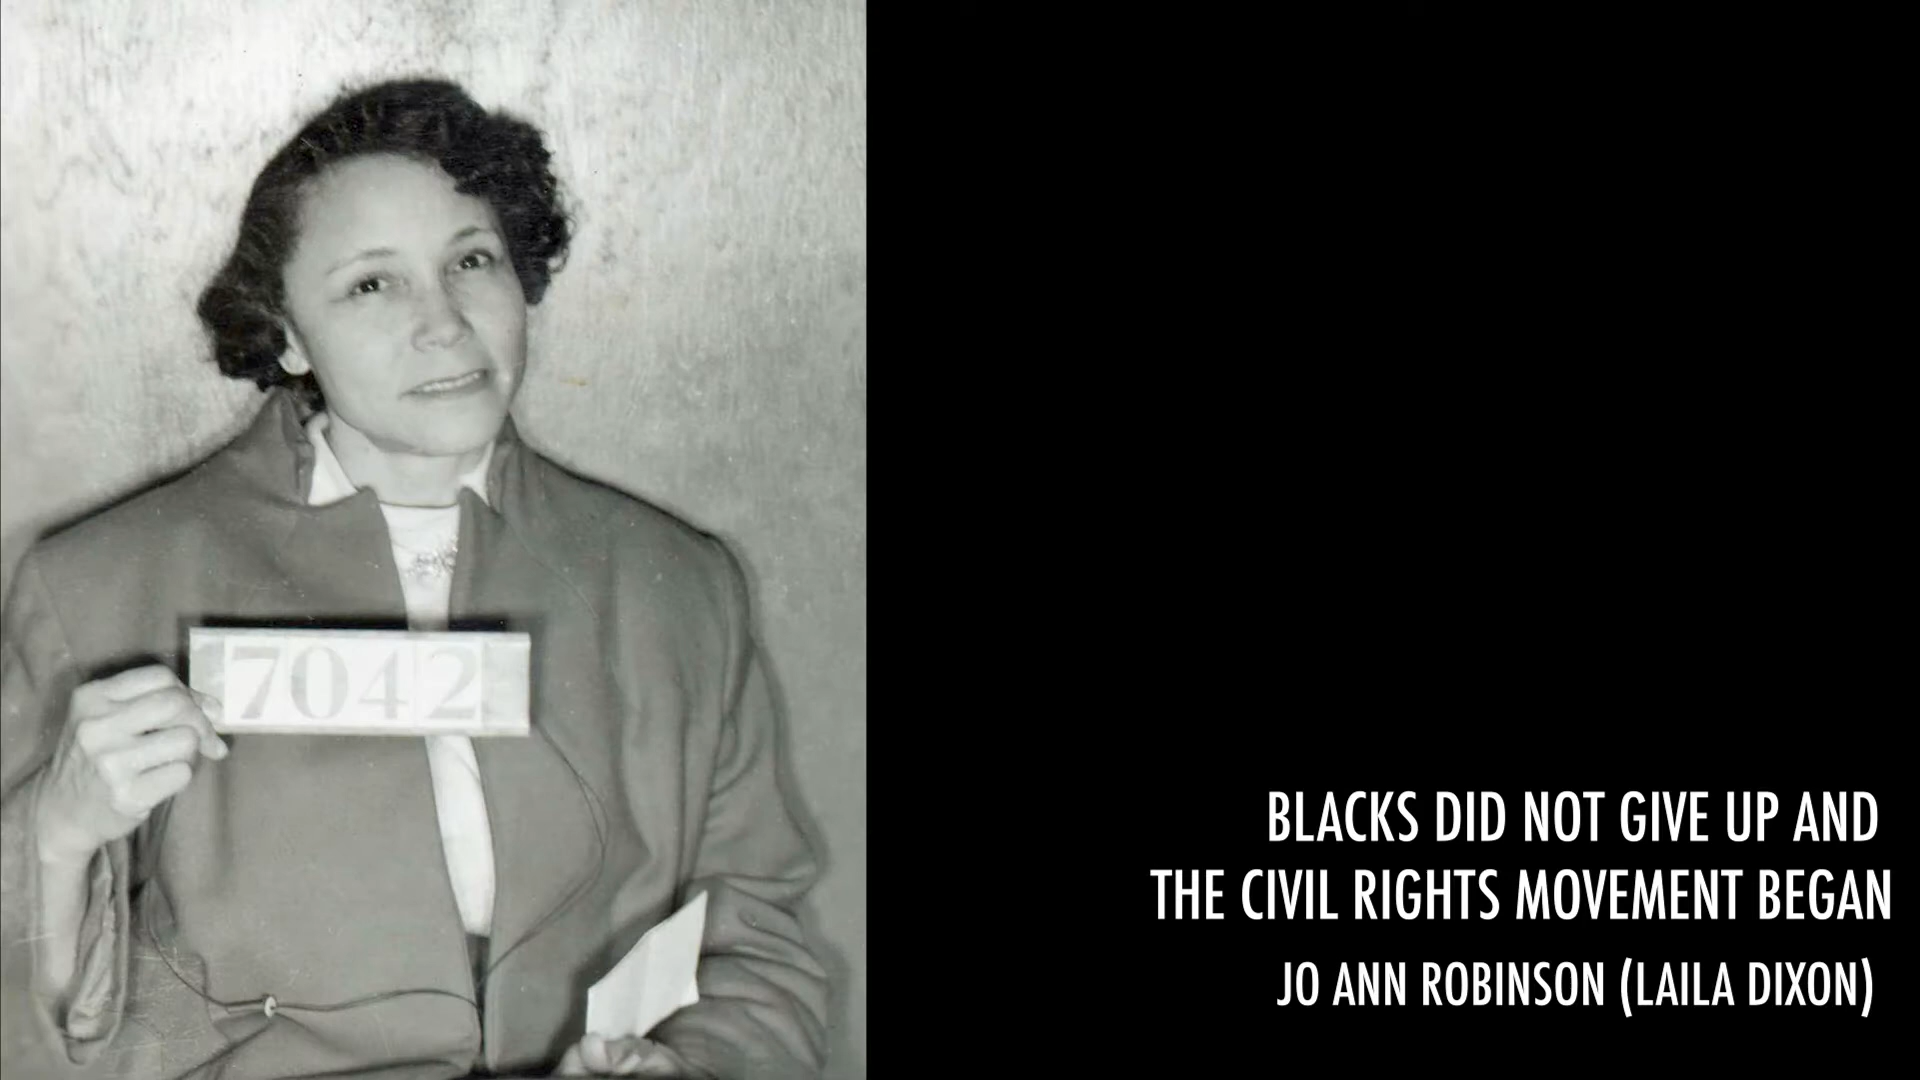 7042
BLACKS DID NOT GIVE UP AND
THE CIVIL RIGHTS MOVEMENT BEGAN
JO ANN ROBINSON (LAILA DIXON)